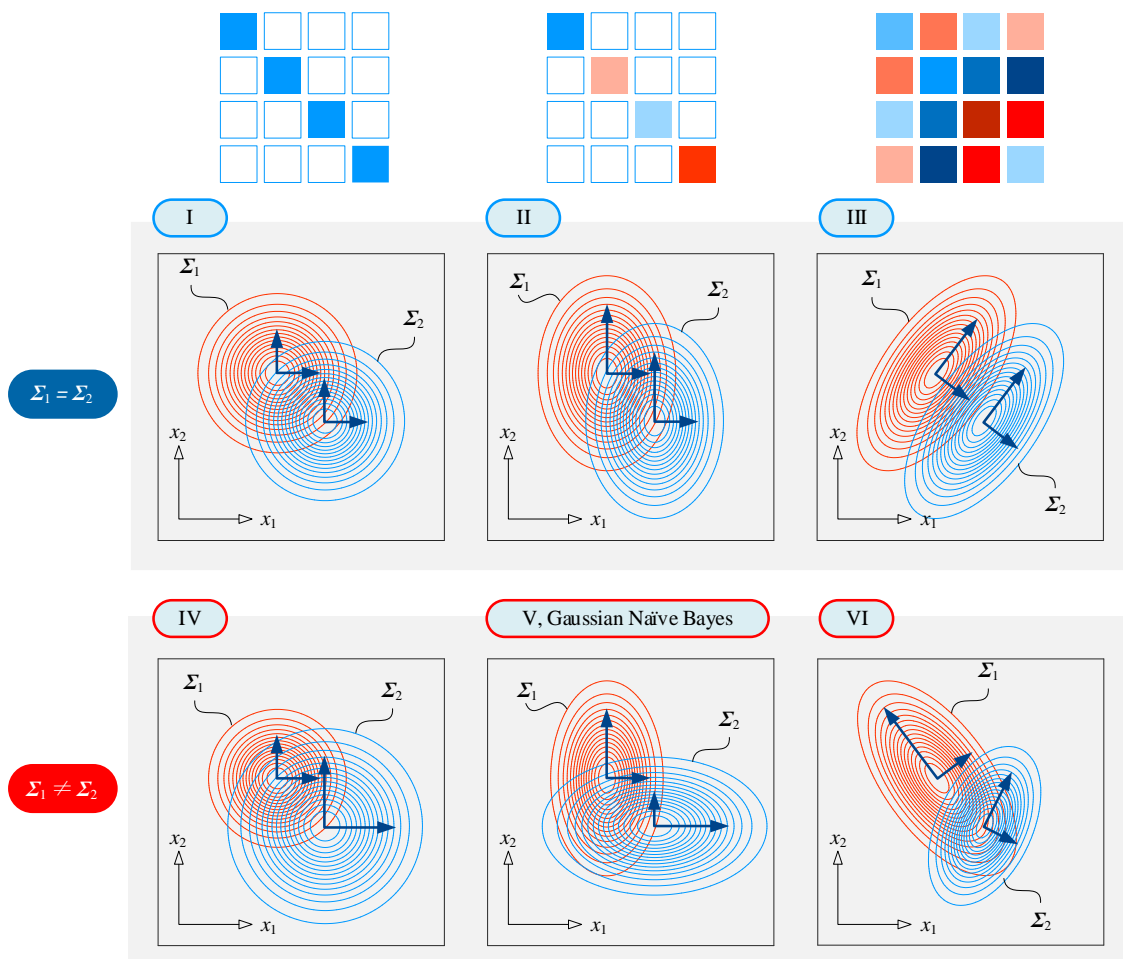 I
II
III
Σ1
Σ2
x2
x1
Σ1
Σ2
x2
x1
Σ1
Σ2
x2
x1
Σ1 = Σ2
IV
V, Gaussian Naïve Bayes
VI
Σ1
Σ2
x2
x1
Σ1
Σ2
x2
x1
Σ1
Σ2
x2
x1
Σ1 ≠ Σ2